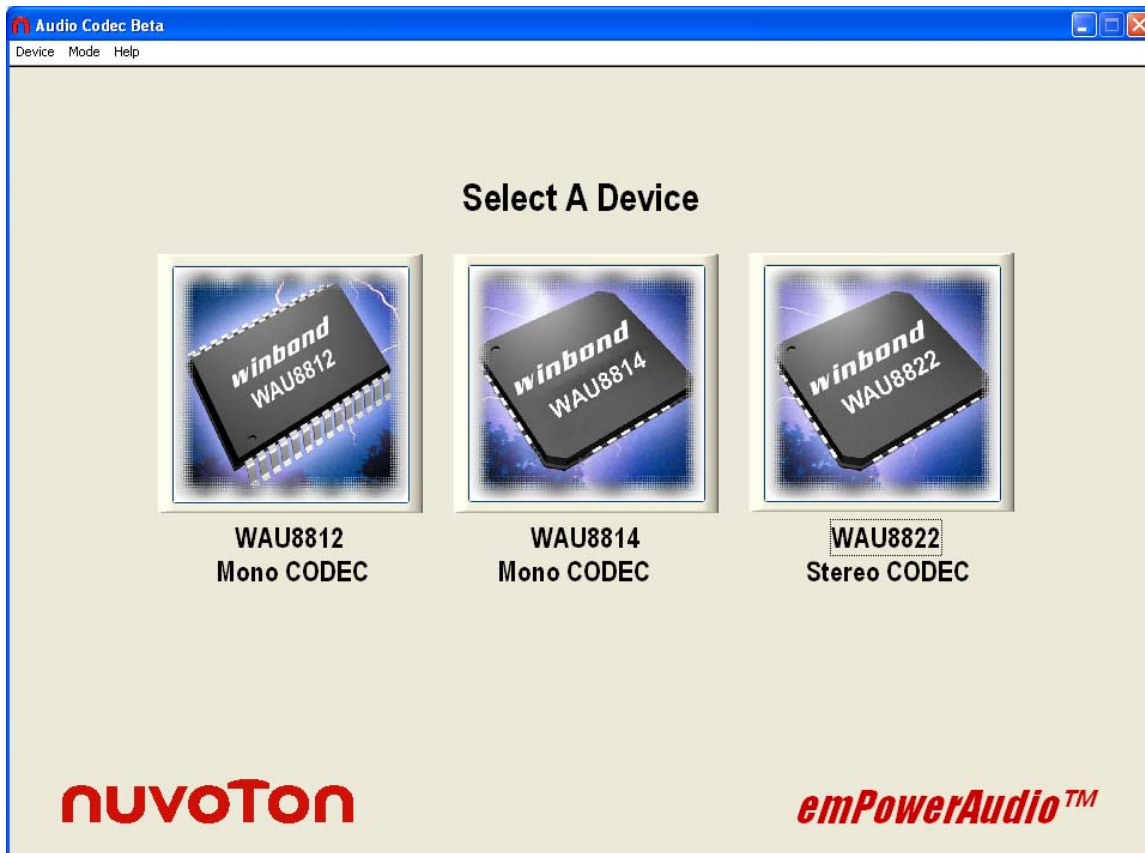 Audio Codec Beta
Device Mode Help
Select A Device
winbond
WAU8812
winbond
WAU8814
winbond
WAU8822
WAU8812
Mono CODEC
WAU8814
Mono CODEC
WAU8822
Stereo CODEC
nuvoTon
emPowerAudio™